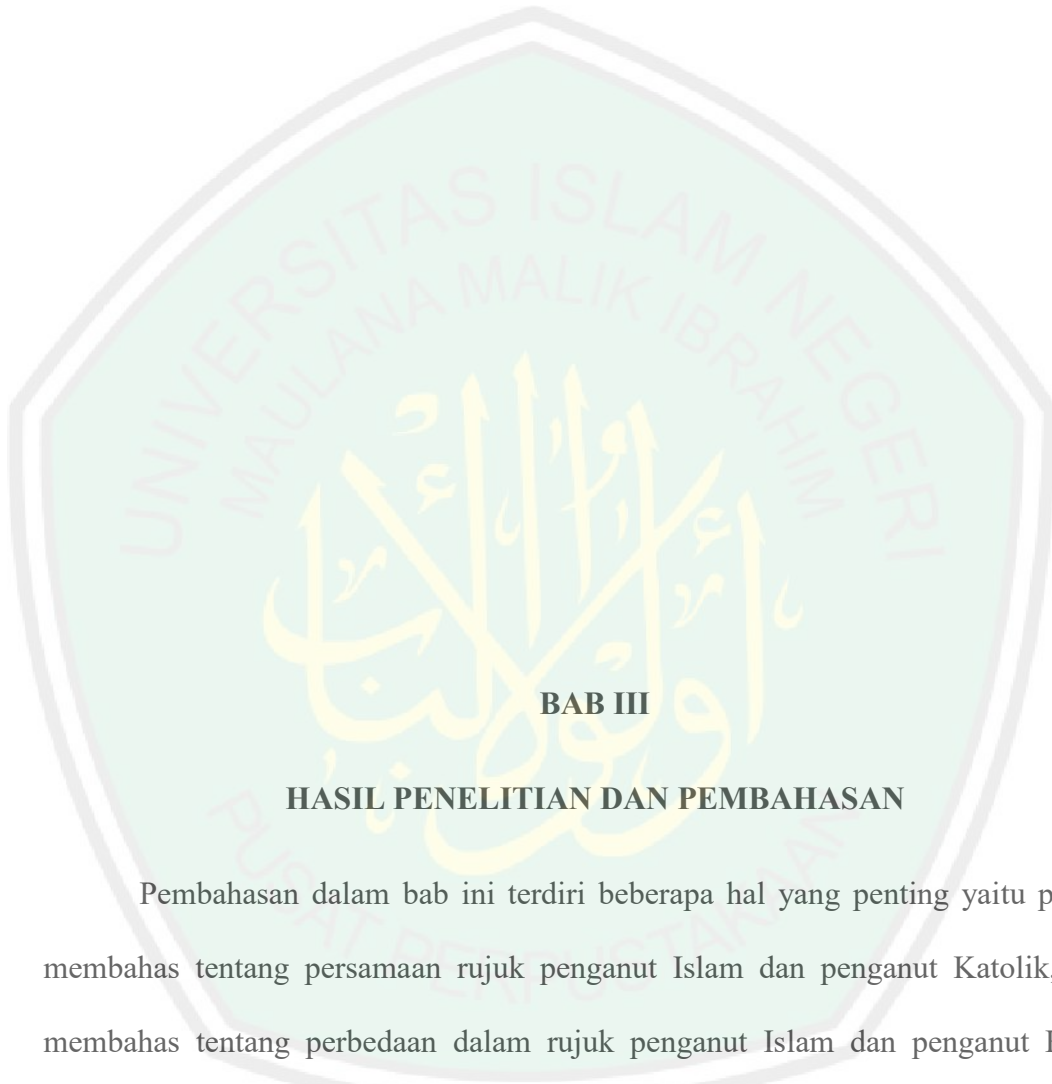 UNIVERSITAS ISLAM NEGERI
MAULANA MALIK IBRAHIM
BAB III
HASIL PENELITIAN DAN PEMBAHASAN
Pembahasan dalam bab ini terdiri beberapa hal yang penting yaitu p
membahas tentang persamaan rujuk penganut Islam dan penganut Katolik,
membahas tentang perbedaan dalam rujuk penganut Islam dan penganut
PUSAT PERPUSTAKAAN